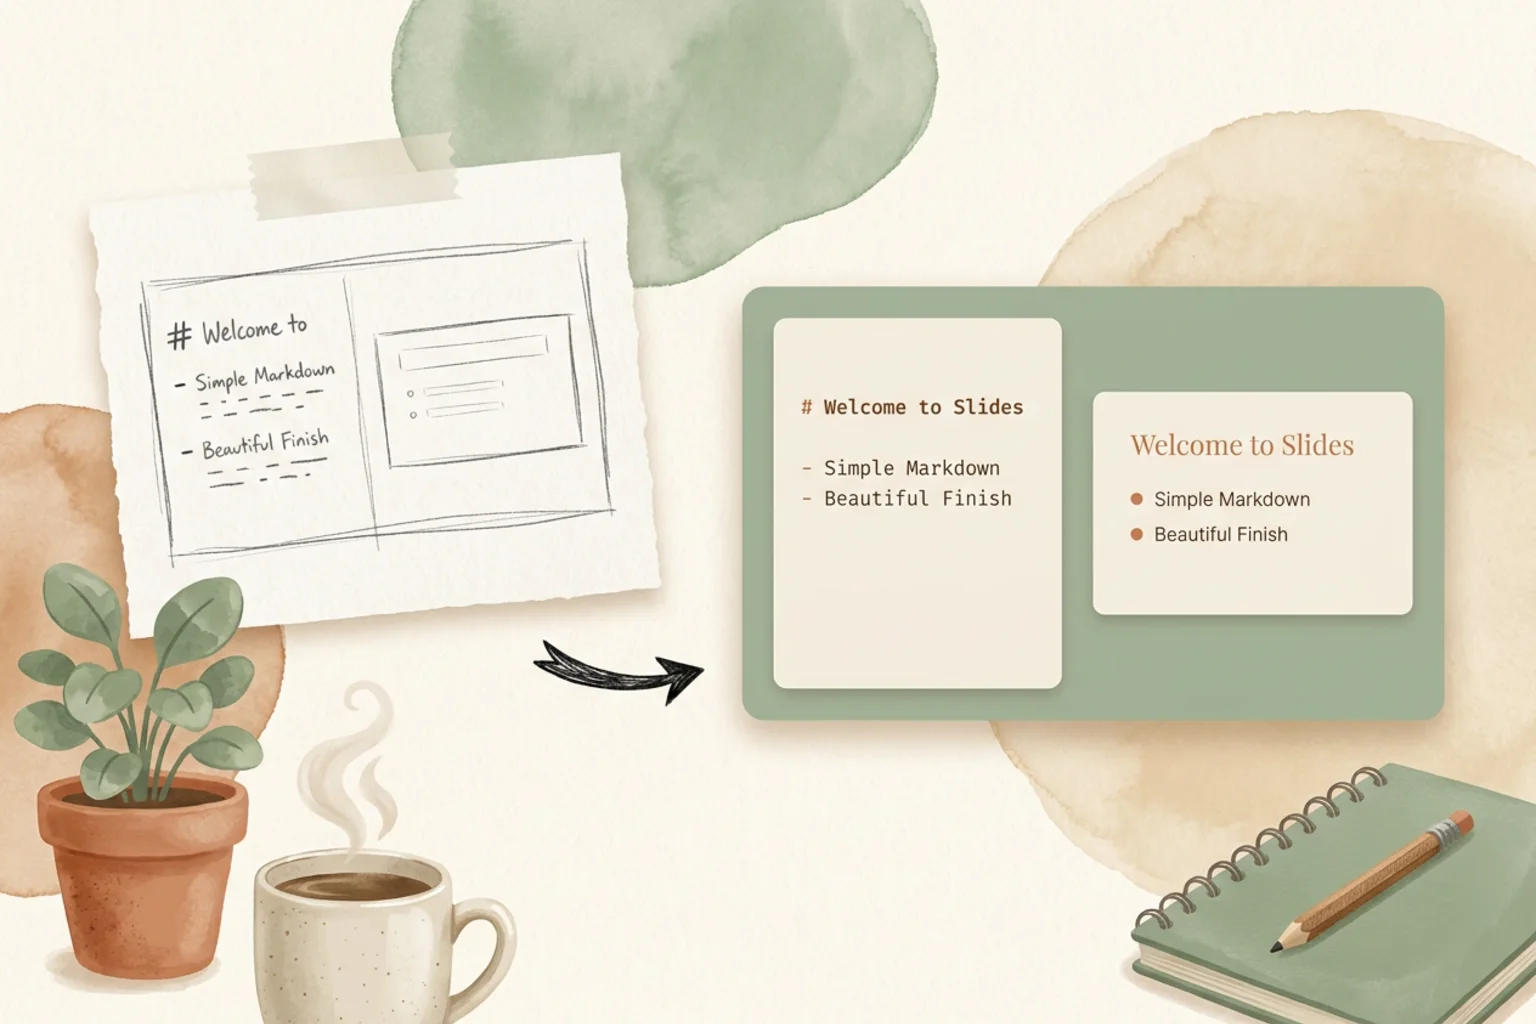 # Welcome to
- Simple Markdown
- Beautiful Finish
# Welcome to Slides
- Simple Markdown
- Beautiful Finish
Welcome to Slides
Simple Markdown
Beautiful Finish